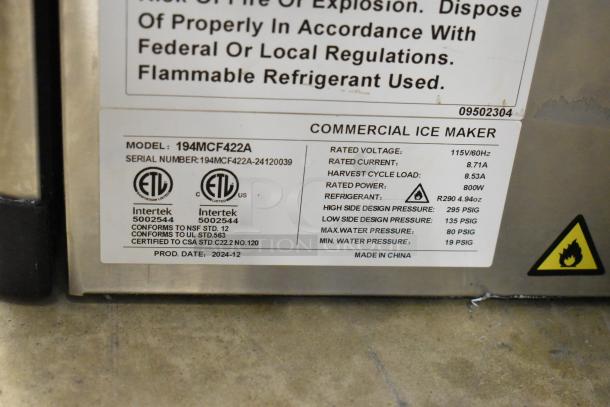 Risk Of Fire Or Explosion. Dispose
Of Properly In Accordance With
Federal Or Local Regulations.
Flammable Refrigerant Used.
09502304
COMMERCIAL ICE MAKER
MODEL: 194MCF422A
SERIAL NUMBER:194MCF422A-24120039
ETL ETL
C US
Intertek Intertek
5002544 5002544
CONFORMS TO NSF STD. 12
CONFORMS TO UL STD.563
CERTIFIED TO CSA STD.C22.2 NO.120
PROD. DATE: 2024-12
RATED VOLTAGE: 115V/60Hz
RATED CURRENT: 8.71A
HARVEST CYCLE LOAD: 8.53A
RATED POWER: 800W
REFRIGERANT: R290 4.94oz
HIGH SIDE DESIGN PRESSURE: 295 PSIG
LOW SIDE DESIGN PRESSURE: 135 PSIG
MAX.WATER PRESSURE: 80 PSIG
MIN. WATER PRESSURE: 19 PSIG
MADE IN CHINA